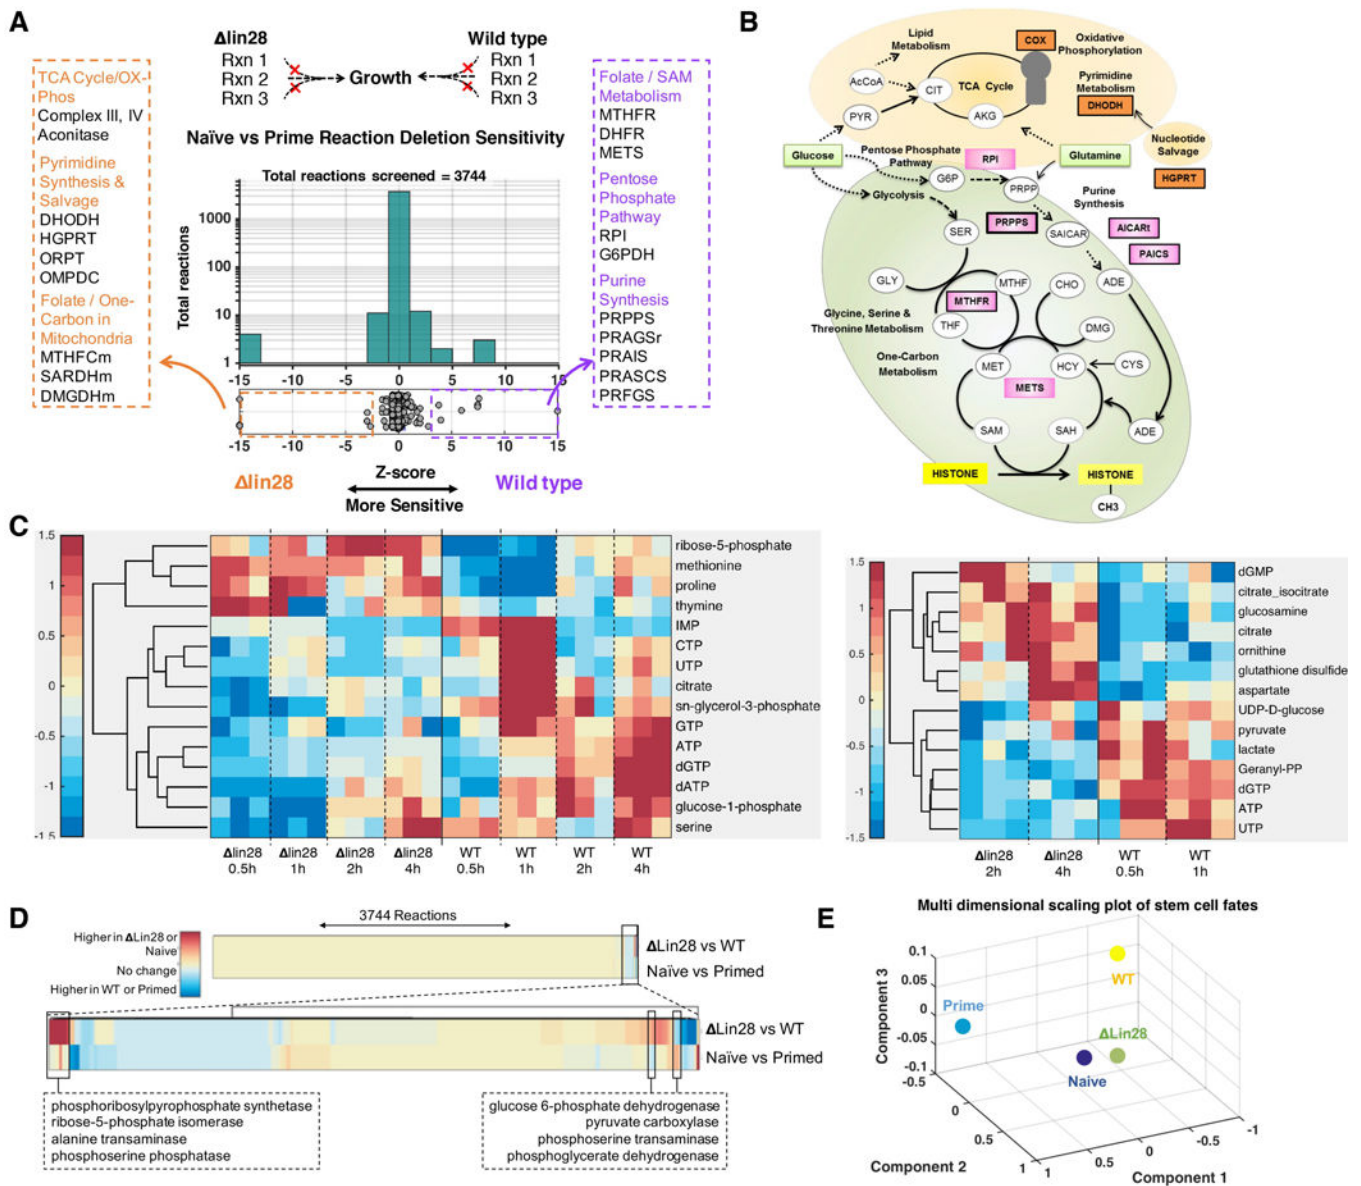 A
Δlin28
Rxn 1
Rxn 2
Rxn 3
Growth
Wild type
Rxn 1
Rxn 2
Rxn 3
TCA Cycle/OX-
Phos
Complex III, IV
Aconitase
Pyrimidine
Synthesis &
Salvage
DHODH
HGPRT
ORPT
OMPDC
Folate / One-
Carbon in
Mitochondria
MTHFCm
SARDHm
DMGDHm
Naïve vs Prime Reaction Deletion Sensitivity
Total reactions screened = 3744
Total reactions
1000
100
10
1
-15 -10 -5 0 5 10 15
-15 -10 -5 0 5 10 15
Δlin28
Z-score
Wild type
More Sensitive
Folate / SAM
Metabolism
MTHFR
DHFR
METS
Pentose
Phosphate
Pathway
RPI
G6PDH
Purine
Synthesis
PRPPS
PRAGSr
PRAIS
PRASCS
PRFGS
B
Lipid
Metabolism
COX
Oxidative
Phosphorylation
AcCoA
CIT
TCA Cycle
Pyrimidine
Metabolism
DHODH
PYR
AKG
Glucose
Pentose Phosphate
Pathway
RPI
Glutamine
Nucleotide
Salvage
HGPRT
G6P
PRPP
Glycolysis
Purine
Synthesis
SER
PRPPS
SAICAR
AICARt
PAICS
GLY
MTHF
CHO
ADE
MTHFR
Glycine, Serine &
Threonine Metabolism
THF
DMG
One-Carbon
Metabolism
MET
HCY
CYS
METS
SAM
SAH
ADE
HISTONE
HISTONE
CH3
C
1.5
1
0.5
0
-0.5
-1
-1.5
ribose-5-phosphate
methionine
proline
thymine
IMP
CTP
UTP
citrate
sn-glycerol-3-phosphate
GTP
ATP
dGTP
dATP
glucose-1-phosphate
serine
Δlin28 Δlin28 Δlin28 Δlin28 WT WT WT WT
0.5h 1h 2h 4h 0.5h 1h 2h 4h
1.5
1
0.5
0
-0.5
-1
-1.5
dGMP
citrate_isocitrate
glucosamine
citrate
ornithine
glutathione disulfide
aspartate
UDP-D-glucose
pyruvate
lactate
Geranyl-PP
dGTP
ATP
UTP
Δlin28 Δlin28 WT WT
2h 4h 0.5h 1h
D
3744 Reactions
Higher in ΔLin28 or
Naive
No change
Higher in WT or Primed
ΔLin28 vs WT
Naïve vs Primed
ΔLin28 vs WT
Naïve vs Primed
phosphoribosylpyrophosphate synthetase
ribose-5-phosphate isomerase
alanine transaminase
phosphoserine phosphatase
glucose 6-phosphate dehydrogenase
pyruvate carboxylase
phosphoserine transaminase
phosphoglycerate dehydrogenase
E
Multi dimensional scaling plot of stem cell fates
Component 3
0.1
0.05
0
-0.05
-0.1
WT
Prime
ΔLin28
Naive
-0.5
0
0.5
1
Component 2
1
0.5
0
-0.5
-1
Component 1